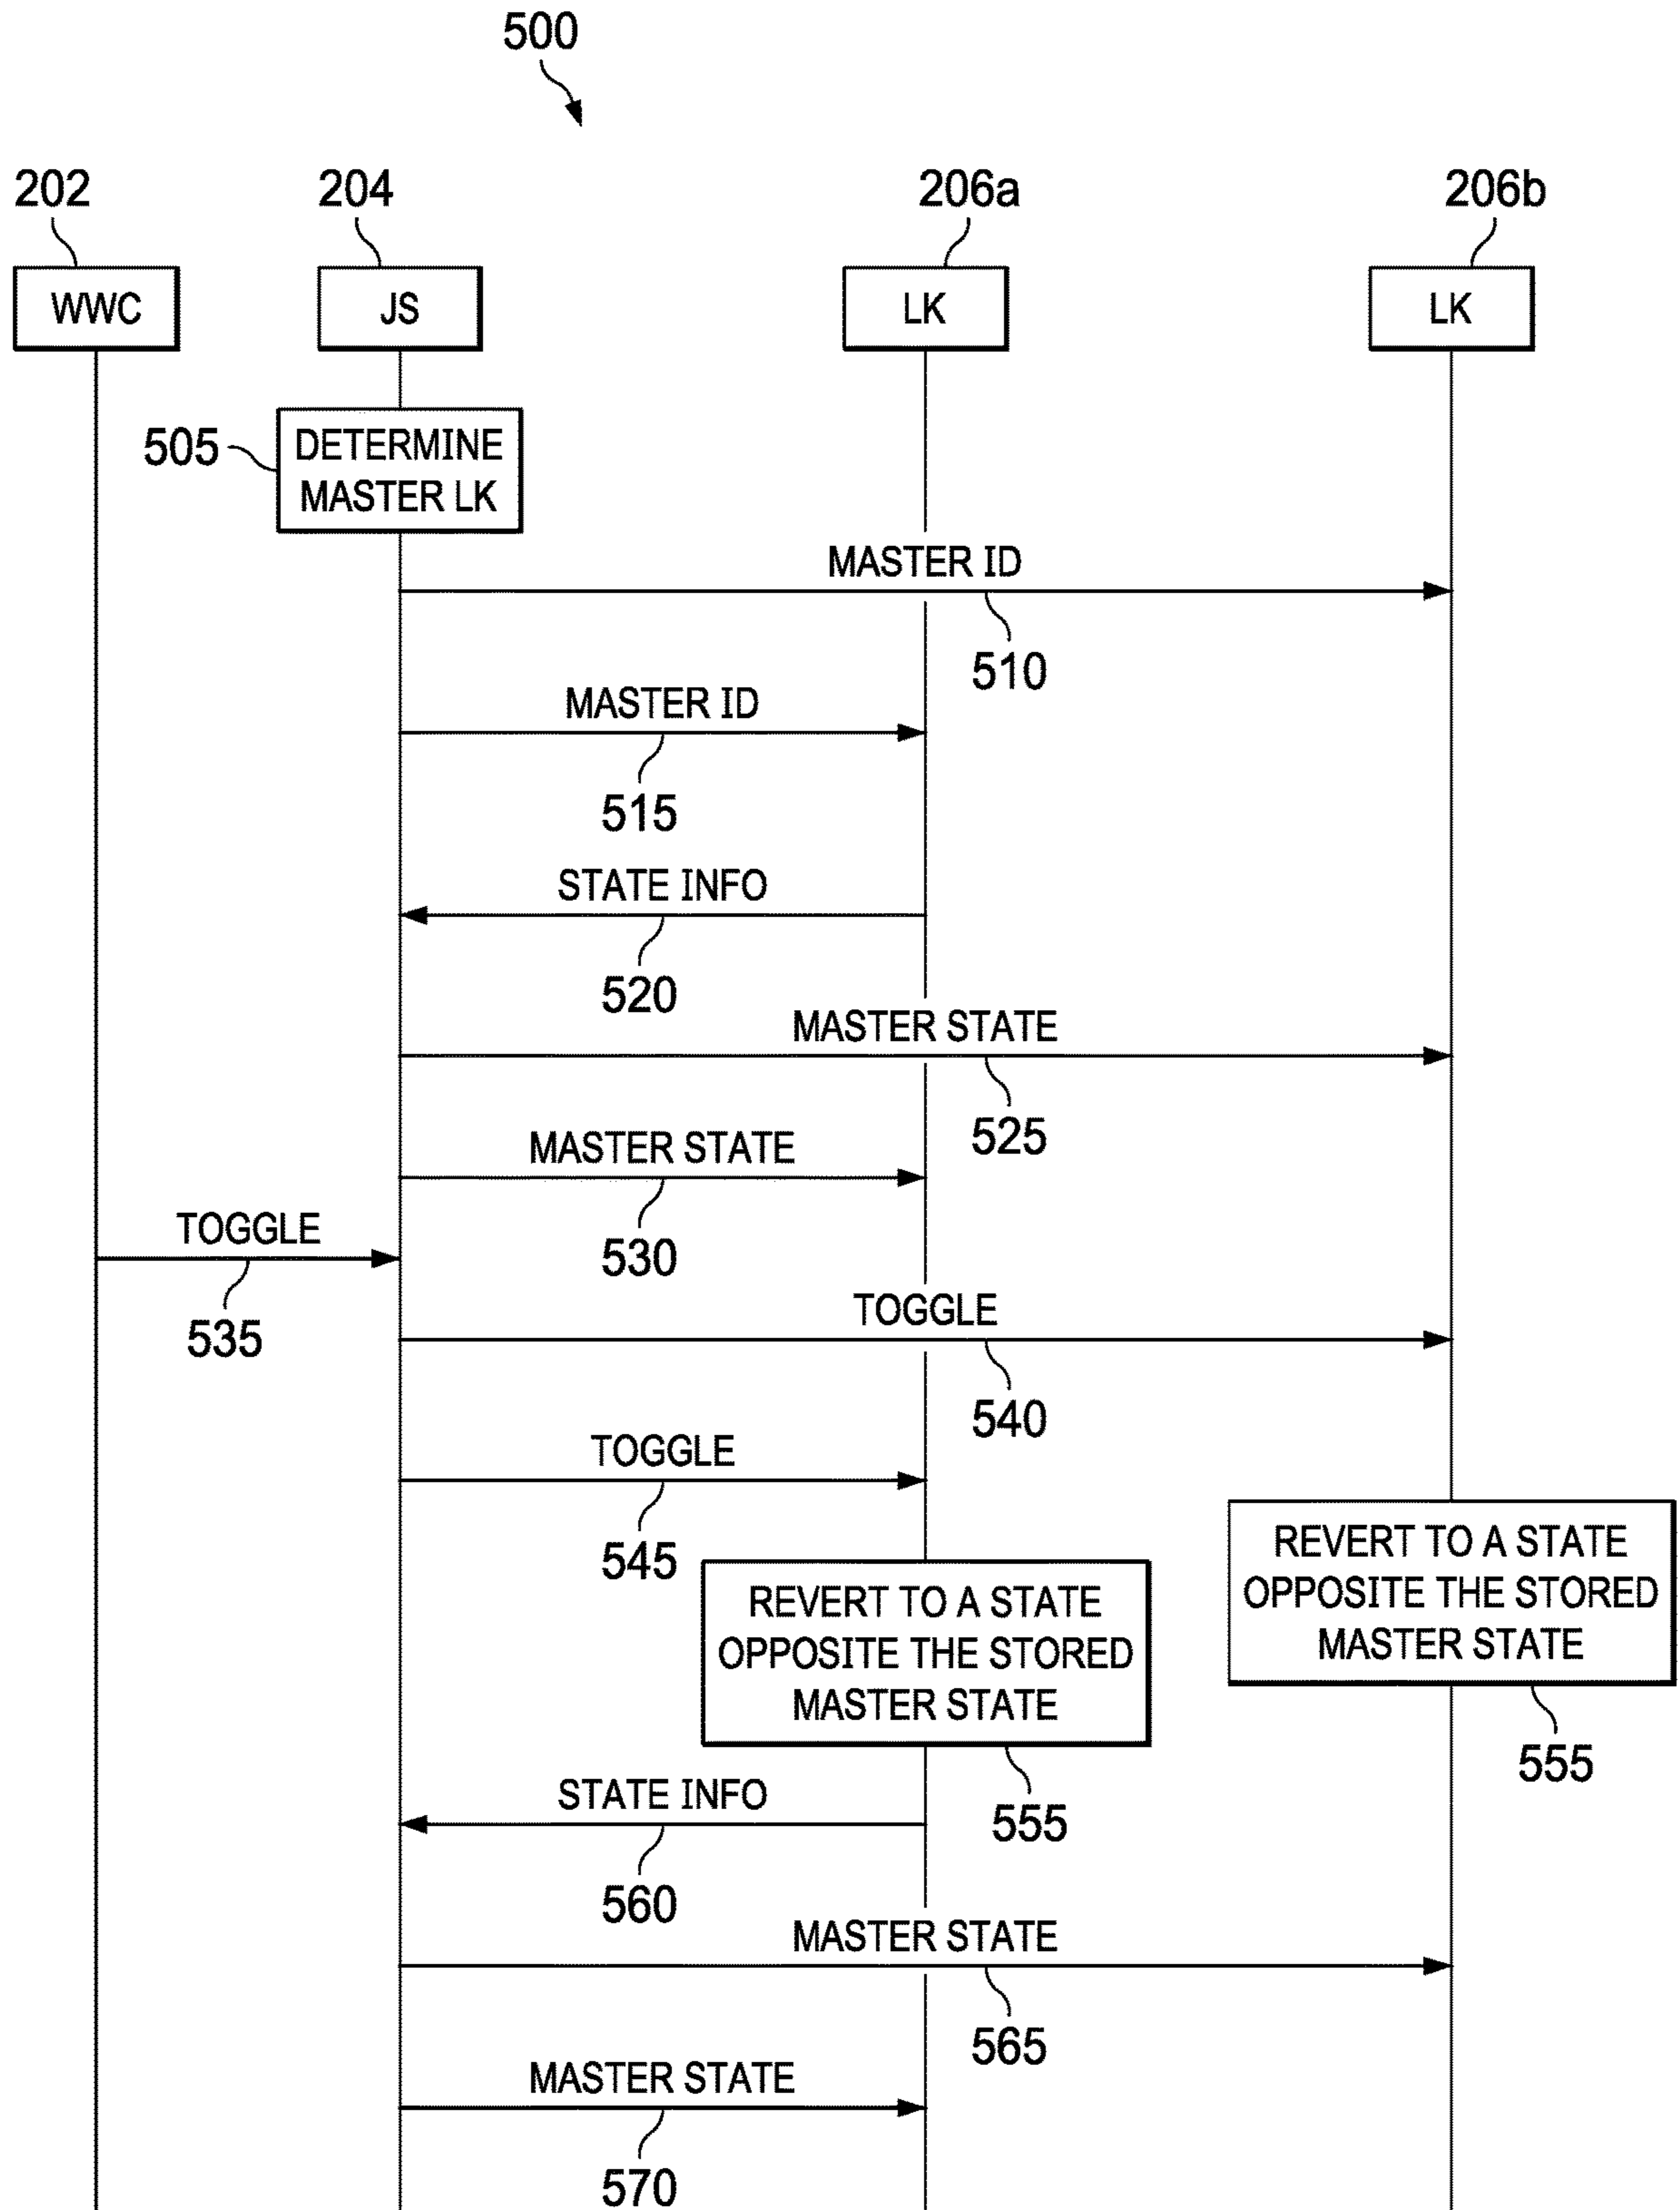 500
202
204
206a
206b
WWC
JS
LK
LK
505
DETERMINE
MASTER LK
MASTER ID
510
MASTER ID
515
STATE INFO
520
MASTER STATE
525
MASTER STATE
530
TOGGLE
535
TOGGLE
540
TOGGLE
545
REVERT TO A STATE
OPPOSITE THE STORED
MASTER STATE
555
REVERT TO A STATE
OPPOSITE THE STORED
MASTER STATE
555
STATE INFO
560
MASTER STATE
565
MASTER STATE
570